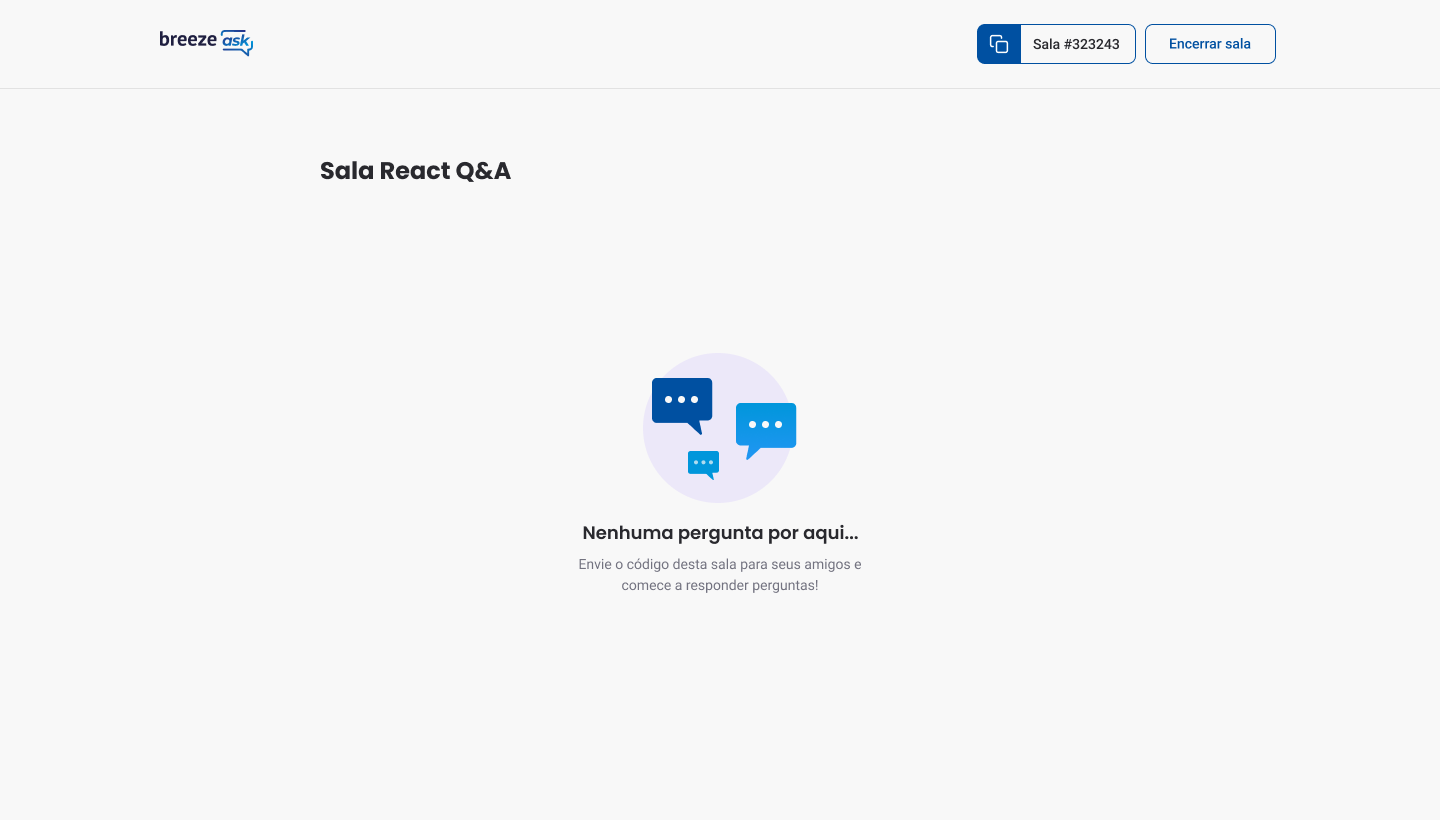 breeze ask
Sala #323243
Encerrar sala
Sala React Q&A
Nenhuma pergunta por aqui...
Envie o código desta sala para seus amigos e
comece a responder perguntas!